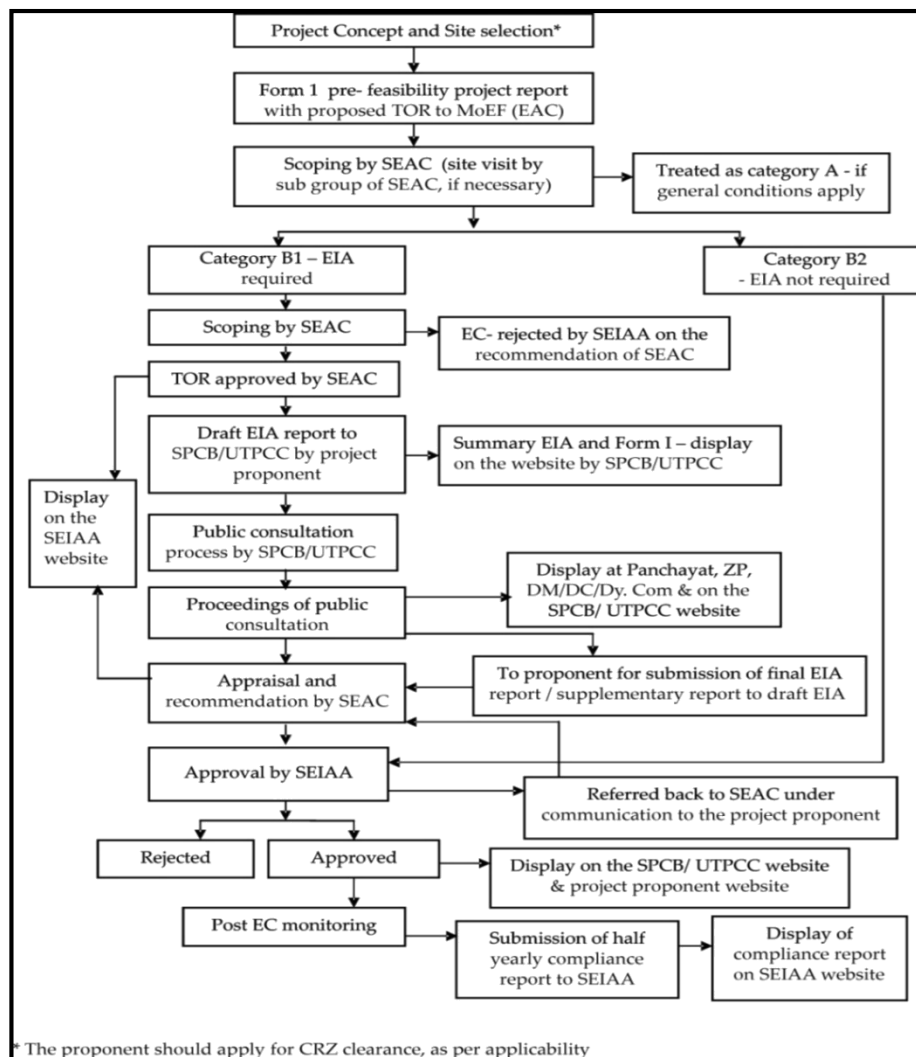 Project Concept and Site selection*
Form 1 pre- feasibility project report
with proposed TOR to MoEF (EAC)
Scoping by SEAC (site visit by
sub group of SEAC, if necessary)
Treated as category A - if
general conditions apply
Category B1 – EIA
required
Category B2
- EIA not required
Scoping by SEAC
EC- rejected by SEIAA on the
recommendation of SEAC
TOR approved by SEAC
Draft EIA report to
SPCB/UTPCC by project
proponent
Summary EIA and Form I – display
on the website by SPCB/UTPCC
Display
on the
SEIAA
website
Public consultation
process by SPCB/UTPCC
Display at Panchayat, ZP,
DM/DC/Dy. Com & on the
SPCB/ UTPCC website
Proceedings of public
consultation
To proponent for submission of final EIA
report / supplementary report to draft EIA
Appraisal and
recommendation by SEAC
Approval by SEIAA
Referred back to SEAC under
communication to the project proponent
Rejected
Approved
Display on the SPCB/ UTPCC website
& project proponent website
Post EC monitoring
Submission of half
yearly compliance
report to SEIAA
Display of
compliance report
on SEIAA website
* The proponent should apply for CRZ clearance, as per applicability